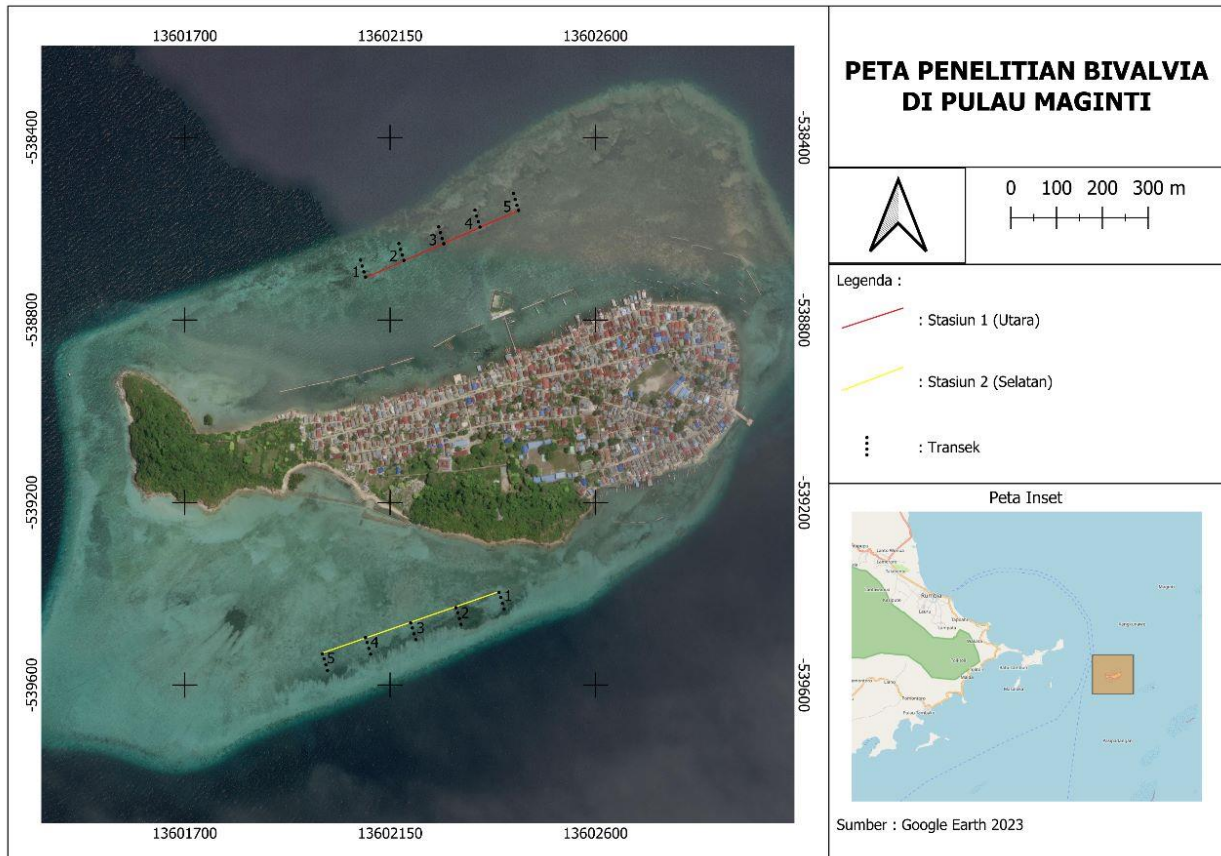 13601700 13602150 13602600
-538400 -538400
5
4
3
2
1
-538800 -538800
-539200 -539200
1
2
3
4
5
-539600 -539600
13601700 13602150 13602600
PETA PENELITIAN BIVALVIA
DI PULAU MAGINTI
0 100 200 300 m
Legenda :
: Stasiun 1 (Utara)
: Stasiun 2 (Selatan)
: Transek
Peta Inset
Rumbia
Sumber : Google Earth 2023